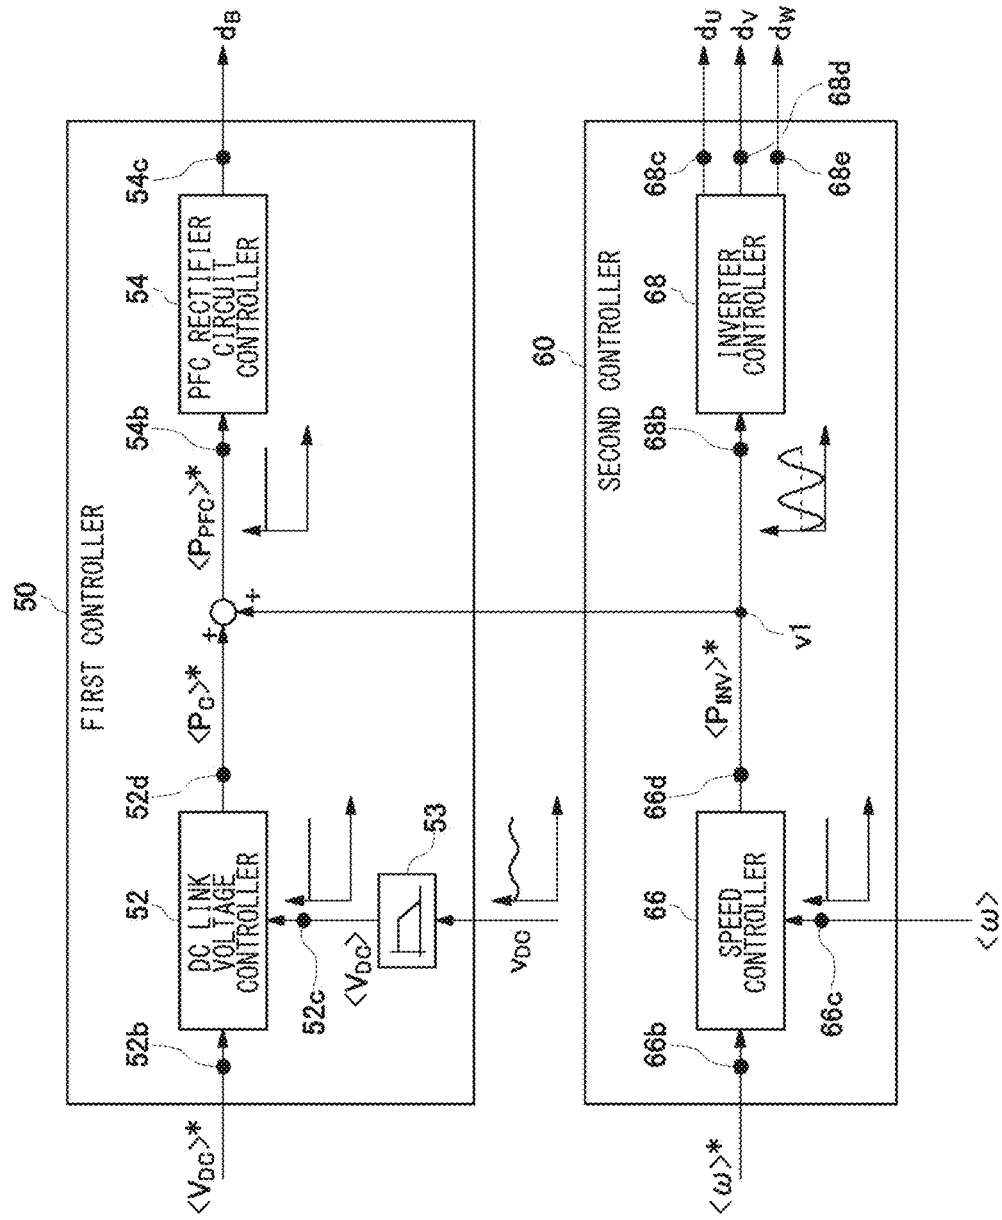 50
FIRST CONTROLLER
<V_DC>*
52b
52
DC LINK
VOLTAGE
CONTROLLER
52c
<V_DC>
53
v_DC
52d
<P_C>*
+
+
<P_PFC>*
54b
54
PFC RECTIFIER
CIRCUIT
CONTROLLER
54c
d_B
60
SECOND CONTROLLER
<ω>*
66b
66
SPEED
CONTROLLER
66c
<ω>
66d
<P_INV>*
v1
68b
68
INVERTER
CONTROLLER
68c
68d
68e
d_U
d_V
d_W